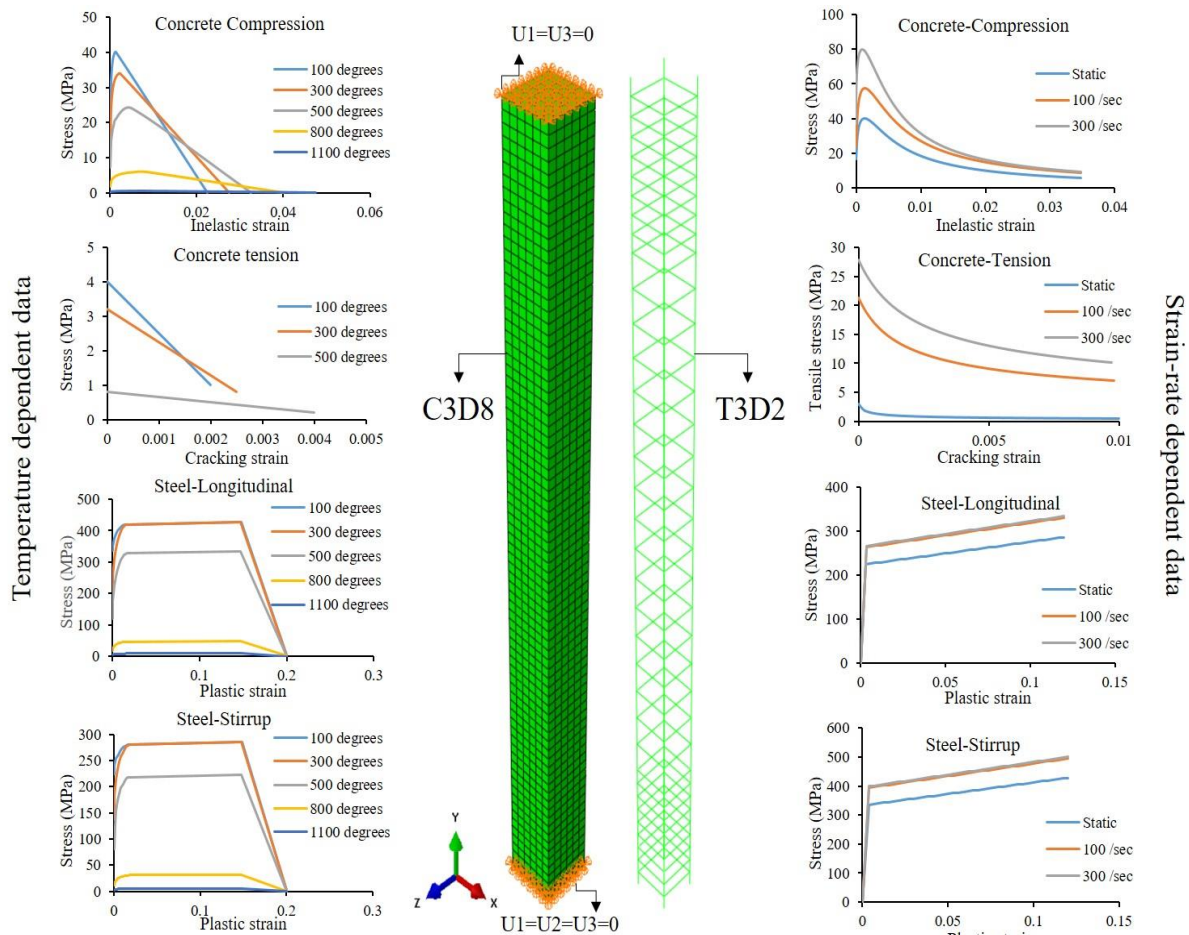 Temperature dependent data
Concrete Compression
Stress (MPa)
50
40
30
20
10
0
0
0.02
0.04
0.06
Inelastic strain
100 degrees
300 degrees
500 degrees
800 degrees
1100 degrees
Concrete tension
Stress (MPa)
5
4
3
2
1
0
0
0.001
0.002
0.003
0.004
0.005
Cracking strain
100 degrees
300 degrees
500 degrees
Steel-Longitudinal
Stress (MPa)
500
400
300
200
100
0
0
0.1
0.2
0.3
Plastic strain
100 degrees
300 degrees
500 degrees
800 degrees
1100 degrees
Steel-Stirrup
Stress (MPa)
300
250
200
150
100
50
0
0
0.1
0.2
0.3
Plastic strain
100 degrees
300 degrees
500 degrees
800 degrees
1100 degrees
U1=U3=0
C3D8
T3D2
Y
Z
X
U1=U2=U3=0
Concrete-Compression
Stress (MPa)
100
80
60
40
20
0
0
0.01
0.02
0.03
0.04
Inelastic strain
Static
100 /sec
300 /sec
Concrete-Tension
Tensile stress (MPa)
30
25
20
15
10
5
0
0
0.005
0.01
Cracking strain
Static
100 /sec
300 /sec
Steel-Longitudinal
Stress (MPa)
400
300
200
100
0
0
0.05
0.1
0.15
Plastic strain
Static
100 /sec
300 /sec
Steel-Stirrup
Stress (MPa)
600
500
400
300
200
100
0
0
0.05
0.1
0.15
Static
100 /sec
300 /sec
Strain-rate dependent data